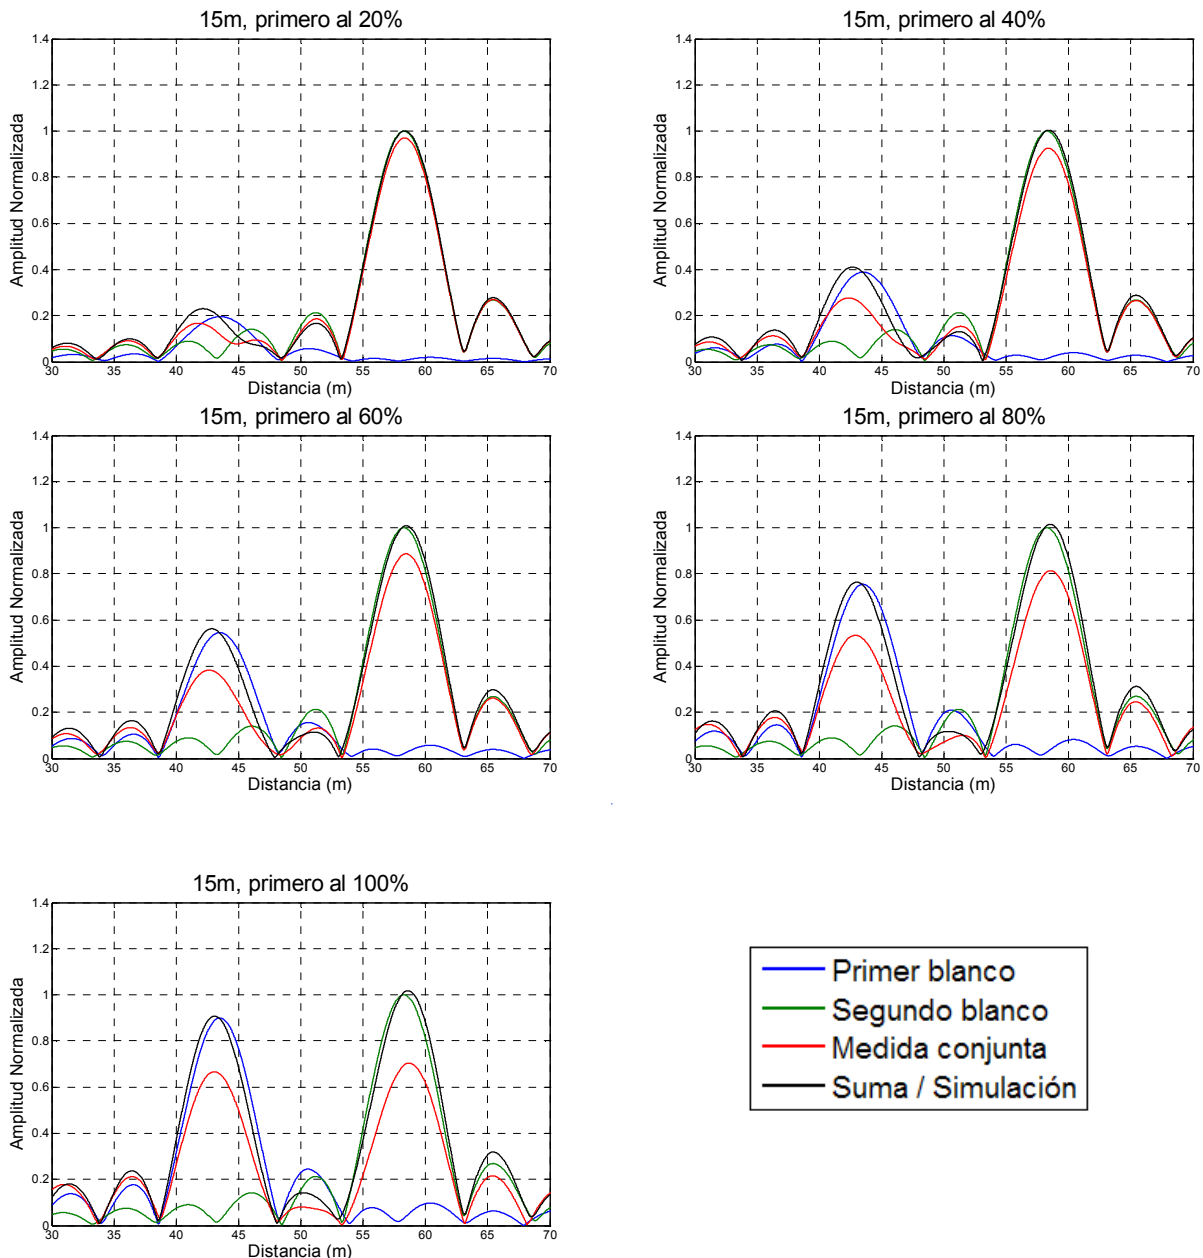 15m, primero al 20%
Amplitud Normalizada
1.4
1.2
1
0.8
0.6
0.4
0.2
0
30 35 40 45 50 55 60 65 70
Distancia (m)
15m, primero al 40%
Amplitud Normalizada
1.4
1.2
1
0.8
0.6
0.4
0.2
0
30 35 40 45 50 55 60 65 70
Distancia (m)
15m, primero al 60%
Amplitud Normalizada
1.4
1.2
1
0.8
0.6
0.4
0.2
0
30 35 40 45 50 55 60 65 70
Distancia (m)
15m, primero al 80%
Amplitud Normalizada
1.4
1.2
1
0.8
0.6
0.4
0.2
0
30 35 40 45 50 55 60 65 70
Distancia (m)
15m, primero al 100%
Amplitud Normalizada
1.4
1.2
1
0.8
0.6
0.4
0.2
0
30 35 40 45 50 55 60 65 70
Distancia (m)
Primer blanco
Segundo blanco
Medida conjunta
Suma / Simulación